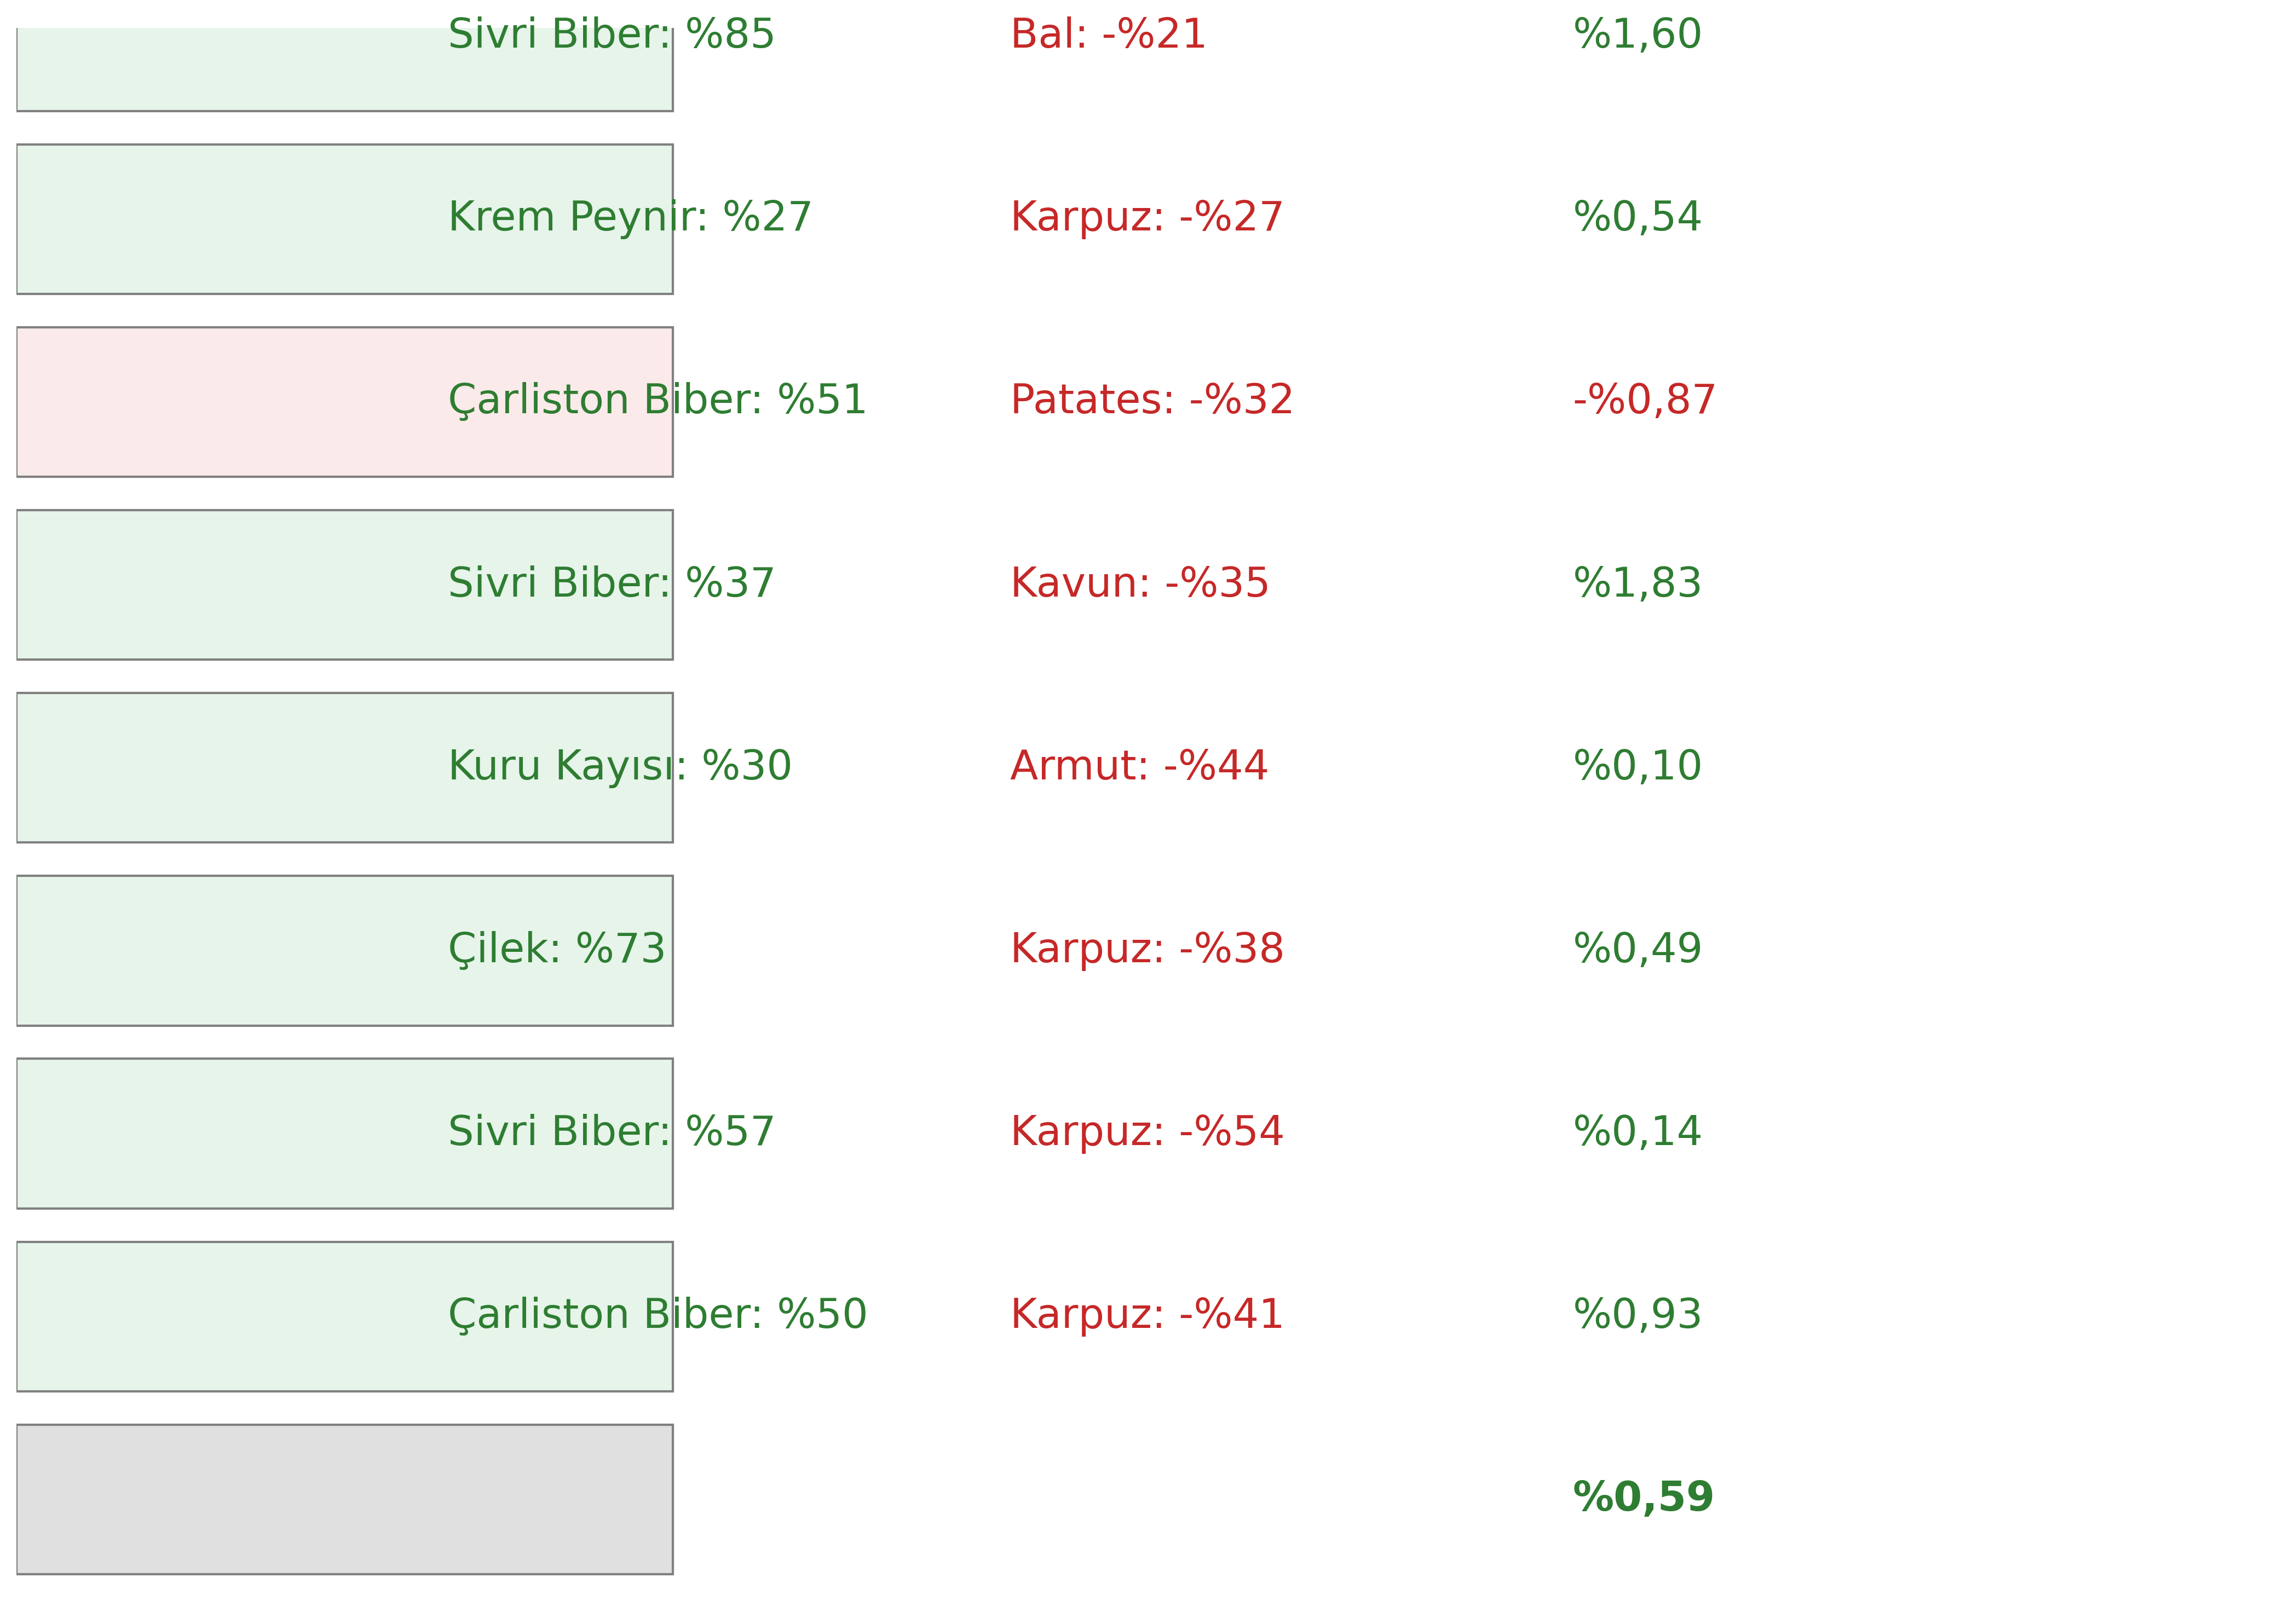 Sivri Biber: %85 Bal: -%21 %1,60
Krem Peynir: %27 Karpuz: -%27 %0,54
Çarliston Biber: %51 Patates: -%32 -%0,87
Sivri Biber: %37 Kavun: -%35 %1,83
Kuru Kayısı: %30 Armut: -%44 %0,10
Çilek: %73 Karpuz: -%38 %0,49
Sivri Biber: %57 Karpuz: -%54 %0,14
Çarliston Biber: %50 Karpuz: -%41 %0,93
%0,59